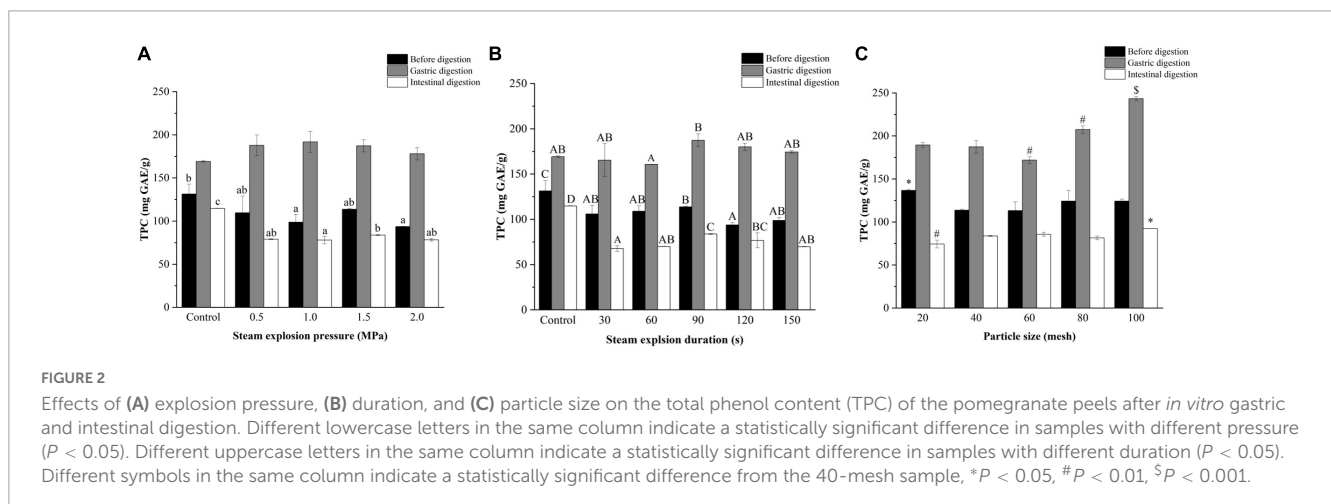 A
Before digestion
Gastric digestion
Intestinal digestion
TPC (mg GAE/g)
250
200
150
100
50
0
b
c
ab
ab
a
a
a
b
a
ab
Control
0.5
1.0
1.5
2.0
Steam explosion pressure (MPa)
B
Before digestion
Gastric digestion
Intestinal digestion
TPC (mg GAE/g)
250
200
150
100
50
0
C
AB
D
AB
AB
A
AB
A
AB
B
B
C
A
AB
BC
AB
AB
AB
Control
30
60
90
120
150
Steam explsion duration (s)
C
Before digestion
Gastric digestion
Intestinal digestion
TPC (mg GAE/g)
250
200
150
100
50
0
*
#
#
#
$
*
20
40
60
80
100
Particle size (mesh)
FIGURE 2
Effects of (A) explosion pressure, (B) duration, and (C) particle size on the total phenol content (TPC) of the pomegranate peels after in vitro gastric
and intestinal digestion. Different lowercase letters in the same column indicate a statistically significant difference in samples with different pressure
(P < 0.05). Different uppercase letters in the same column indicate a statistically significant difference in samples with different duration (P < 0.05).
Different symbols in the same column indicate a statistically significant difference from the 40-mesh sample, *P < 0.05, #P < 0.01, $P < 0.001.